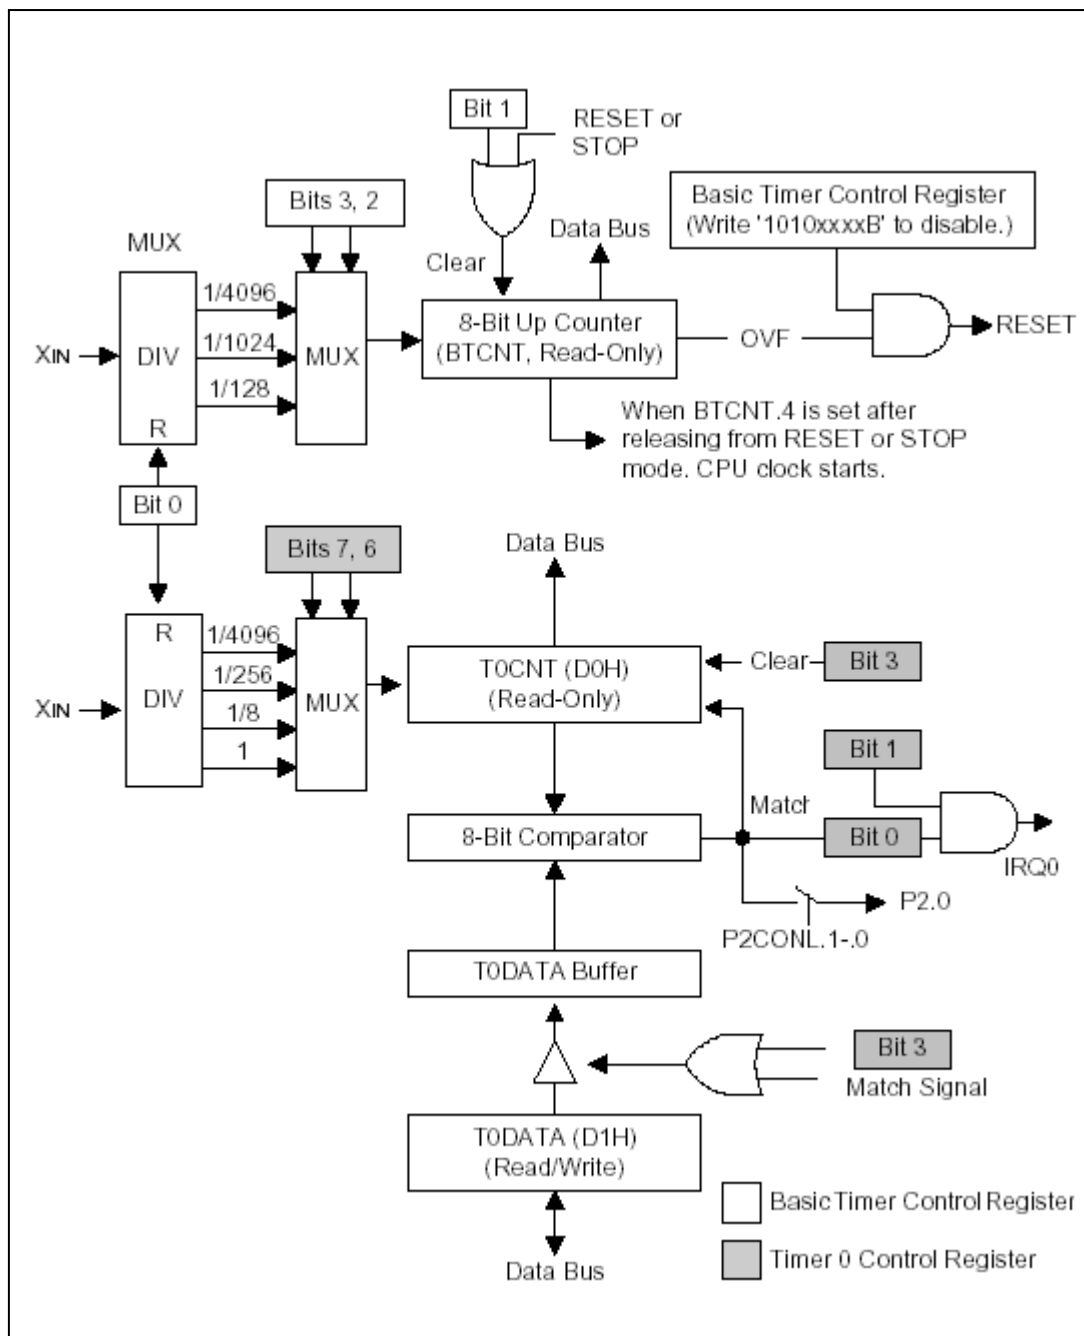 Bit 1
RESET or
STOP
Bits 3, 2
Basic Timer Control Register
(Write '1010xxxxB' to disable.)
MUX
Data Bus
Clear
1/4096
8-Bit Up Counter
(BTCNT, Read-Only)
OVF
RESET
XIN
DIV
1/1024
MUX
1/128
R
When BTCNT.4 is set after
releasing from RESET or STOP
mode. CPU clock starts.
Bit 0
Bits 7, 6
Data Bus
R
1/4096
T0CNT (D0H)
(Read-Only)
Clear
Bit 3
1/256
XIN
DIV
MUX
1/8
1
Bit 1
Match
8-Bit Comparator
Bit 0
IRQ0
P2.0
P2CONL.1-.0
T0DATA Buffer
Bit 3
Match Signal
T0DATA (D1H)
(Read/Write)
Basic Timer Control Register
Timer 0 Control Register
Data Bus